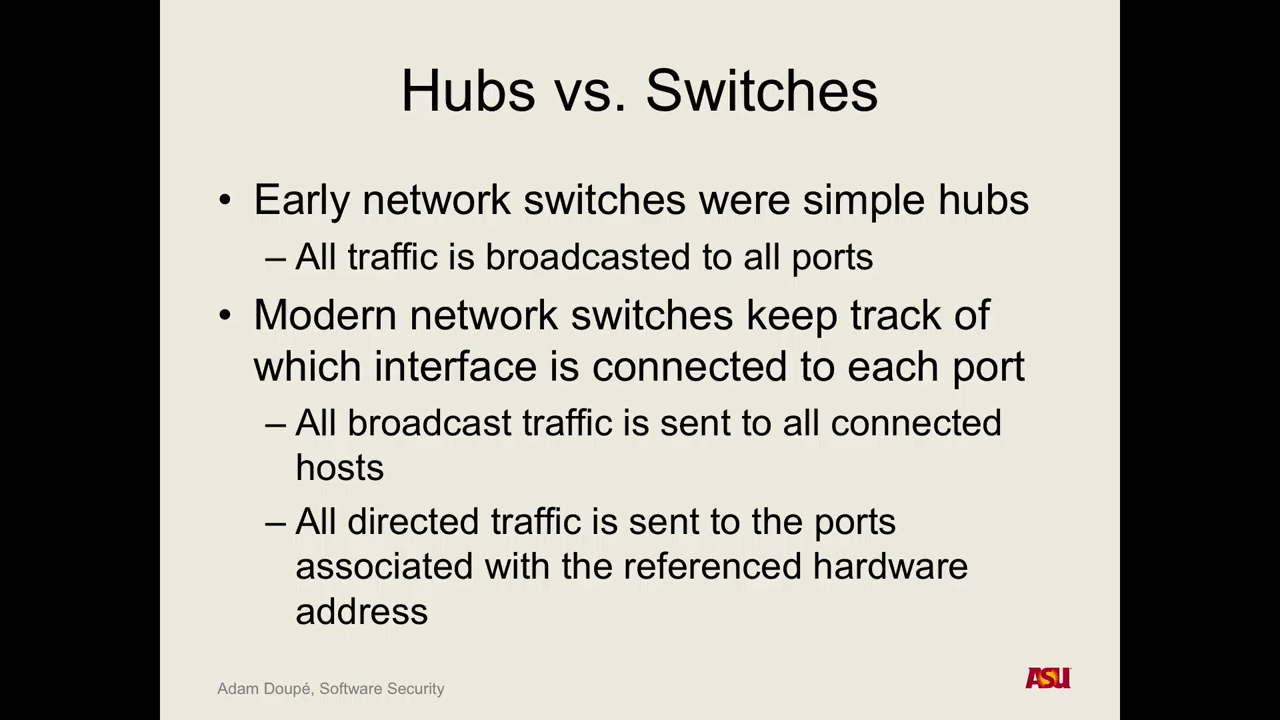 Hubs vs. Switches
• Early network switches were simple hubs
– All traffic is broadcasted to all ports
• Modern network switches keep track of
which interface is connected to each port
– All broadcast traffic is sent to all connected
hosts
– All directed traffic is sent to the ports
associated with the referenced hardware
address
Adam Doupé, Software Security
ASU